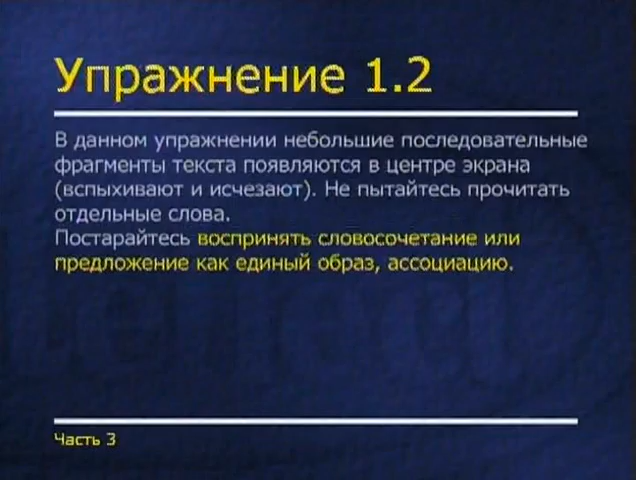 Упражнение 1.2
В данном упражнении небольшие последовательные
фрагменты текста появляются в центре экрана
(вспыхивают и исчезают). Не пытайтесь прочитать
отдельные слова.
Постарайтесь воспринять словосочетание или
предложение как единый образ, ассоциацию.
Часть 3